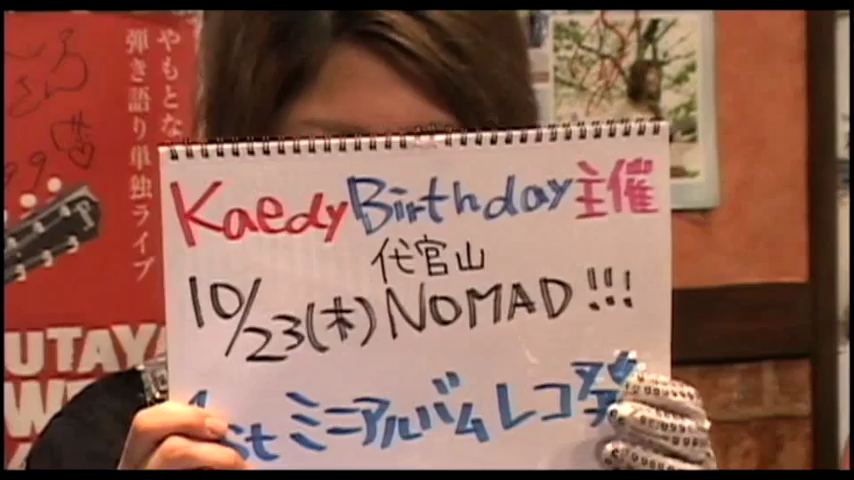 Kaedy Birthday 主催
代官山
10/23(木) NOMAD !!!
1st ミニアルバムレコ発
やもとな
弾き語り単独ライブ
UTAYA
WE